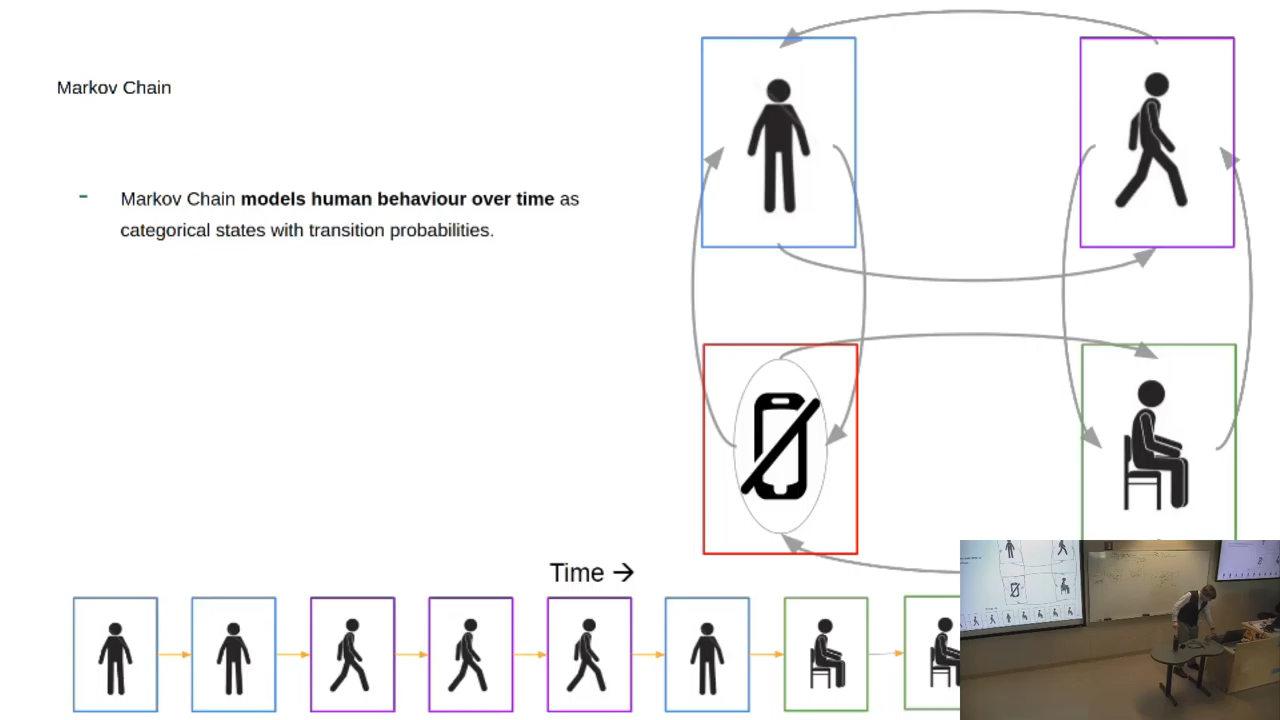 Markov Chain
- Markov Chain models human behaviour over time as
categorical states with transition probabilities.
Time →